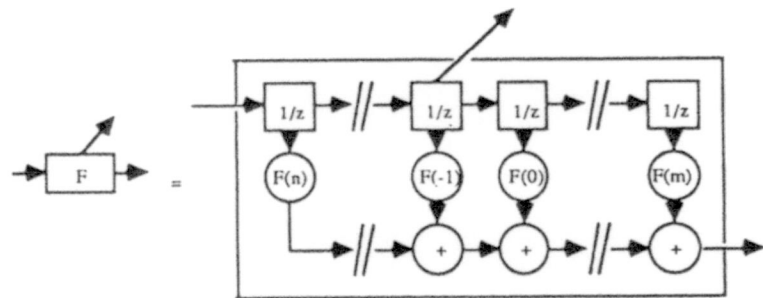 1/z 1/z 1/z 1/z
F = F(n) F(-1) F(0) F(m)
+ + +